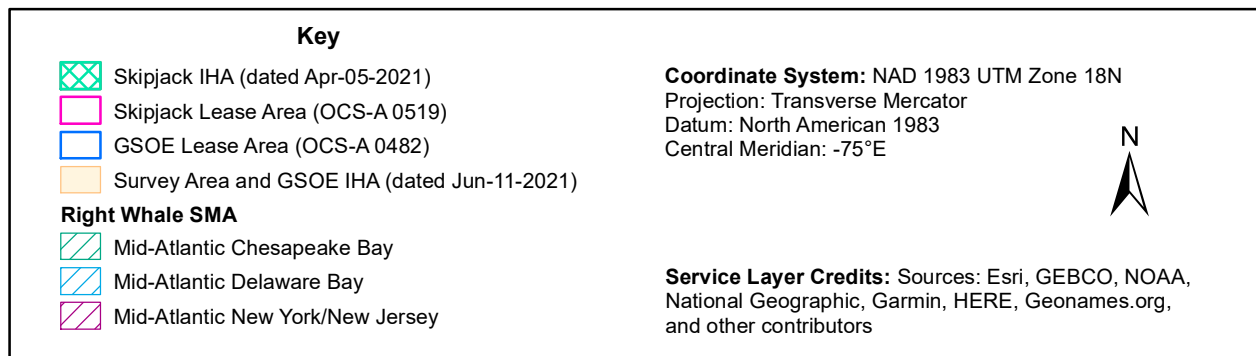 Key
Skipjack IHA (dated Apr-05-2021)
Skipjack Lease Area (OCS-A 0519)
GSOE Lease Area (OCS-A 0482)
Survey Area and GSOE IHA (dated Jun-11-2021)
Right Whale SMA
Mid-Atlantic Chesapeake Bay
Mid-Atlantic Delaware Bay
Mid-Atlantic New York/New Jersey
Coordinate System: NAD 1983 UTM Zone 18N
Projection: Transverse Mercator
Datum: North American 1983
Central Meridian: -75°E
N
Service Layer Credits: Sources: Esri, GEBCO, NOAA,
National Geographic, Garmin, HERE, Geonames.org,
and other contributors